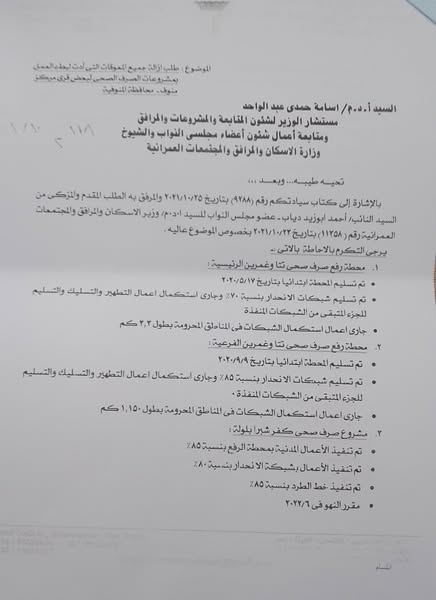 الموضوع : طلب ازالة جميع المعوقات التى أدت لبطء العمل
بمشروعات الصرف الصحى لبعض قرى مركز
منوف - محافظة المنوفية
السيد أ.د.م/ اسامة حمدى عبد الواحد
مستشار الوزير لشئون المتابعة والمشروعات والمرافق
ومتابعة أعمال شئون أعضاء مجلسى النواب والشيوخ
وزارة الاسكان والمرافق والمجتمعات العمرانية
تحيه طيبه... وبعد ...
بالاشارة إلى كتاب سيادتكم رقم (٩٢٨٨) بتاريخ ٢٠٢١/١٠/٢٥ والمرفق به الطلب المقدم والمزكى من
السيد النائب/ أحمد ابوزيد دياب - عضو مجلس النواب للسيد ا.د.م/ وزير الاسكان والمرافق والمجتمعات
العمرانية رقم (١١٢٥٨) بتاريخ ٢٠٢١/١٠/٢٢ بخصوص الموضوع عاليه .
يرجى التكرم بالاحاطة بالاتى :-
١. محطة رفع صرف صحى تتا وغمرين الرئيسية :
• تم تسليم المحطة ابتدائيا بتاريخ ٢٠٢٠/٥/١٧
• تم تسليم شبكات الانحدار بنسبة ٧٠٪ وجارى استكمال اعمال التطهير والتسليك والتسليم
للجزء المتبقى من الشبكات المنفذة
• جارى اعمال استكمال الشبكات فى المناطق المحرومة بطول ٣,٣ كم
٢. محطة رفع صرف صحى تتا وغمرين الفرعية :
• تم تسليم المحطة ابتدائيا بتاريخ ٢٠٢٠/٩/٩
• تم تسليم شبكات الانحدار بنسبة ٨٥٪ وجارى استكمال اعمال التطهير والتسليك والتسليم
للجزء المتبقى من الشبكات المنفذة .
• جارى اعمال استكمال الشبكات فى المناطق المحرومة بطول ١,١٥٠ كم
٣. مشروع صرف صحى كفر شبرا بلولة :
• تم تنفيذ الأعمال المدنية بمحطة الرفع بنسبة ٨٥٪
• تم تنفيذ الأعمال بشبكة الانحدار بنسبة ٨٠٪
• تم تنفيذ خط الطرد بنسبة ٨٥٪
• مقرر النهو فى ٢٠٢٢/٦